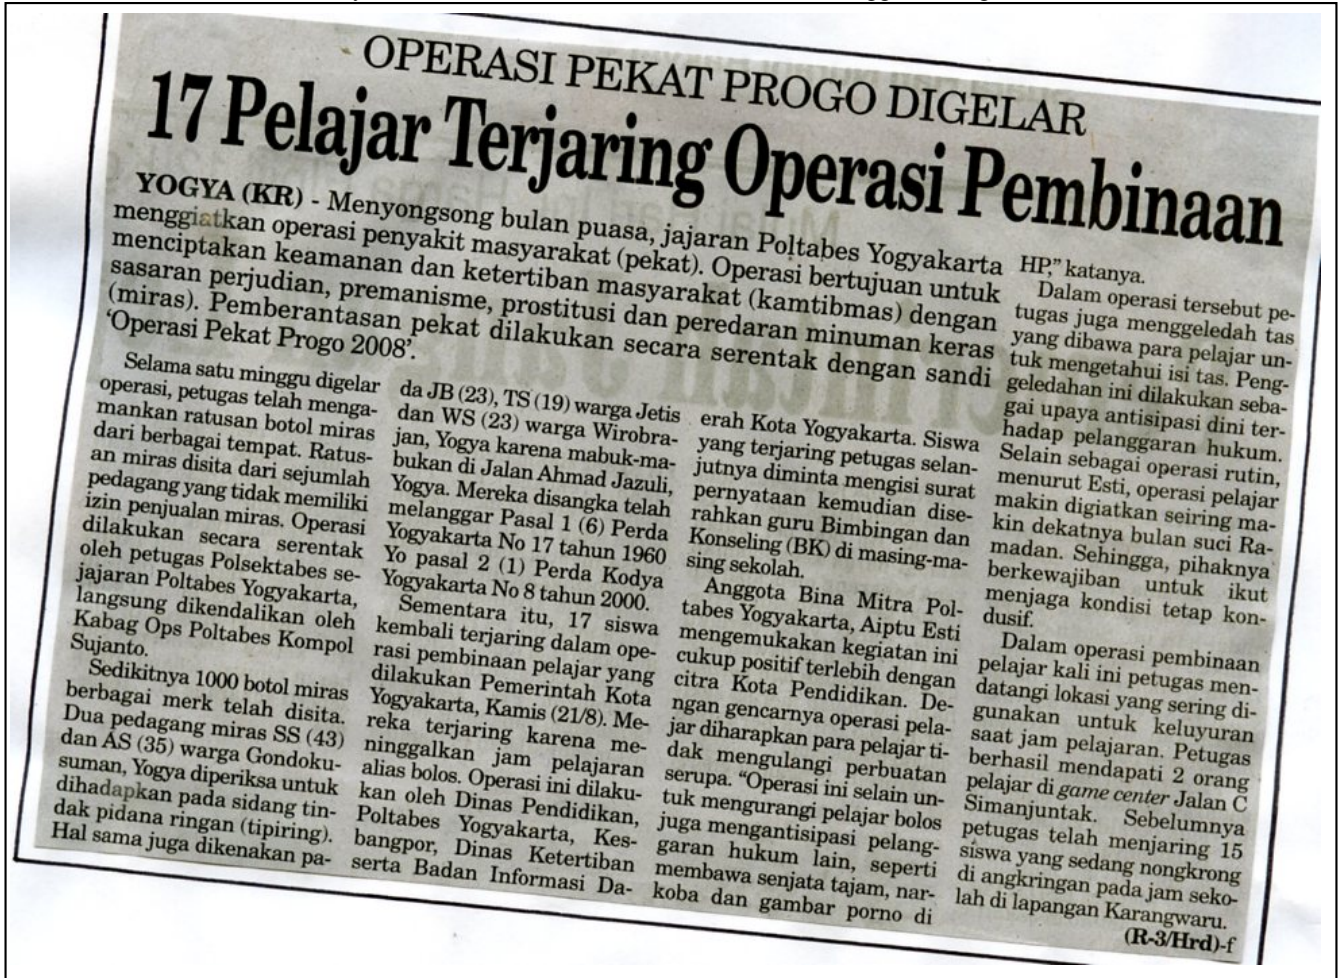 OPERASI PEKAT PROGO DIGELAR
17 Pelajar Terjaring Operasi Pembinaan
YOGYA (KR) - Menyongsong bulan puasa, jajaran Poltabes Yogyakarta
menggiatkan operasi penyakit masyarakat (pekat). Operasi bertujuan untuk
menciptakan keamanan dan ketertiban masyarakat (kamtibmas) dengan
sasaran perjudian, premanisme, prostitusi dan peredaran minuman keras
(miras). Pemberantasan pekat dilakukan secara serentak dengan sandi
'Operasi Pekat Progo 2008'.
Selama satu minggu digelar
operasi, petugas telah menga-
mankan ratusan botol miras
dari berbagai tempat. Ratus-
an miras disita dari sejumlah
pedagang yang tidak memiliki
izin penjualan miras. Operasi
dilakukan secara serentak
oleh petugas Polsektabes se-
jajaran Poltabes Yogyakarta,
langsung dikendalikan oleh
Kabag Ops Poltabes Kompol
Sujanto.
Sedikitnya 1000 botol miras
berbagai merk telah disita.
Dua pedagang miras SS (43)
dan AS (35) warga Gondoku-
suman, Yogya diperiksa untuk
dihadapkan pada sidang tin-
dak pidana ringan (tipiring).
Hal sama juga dikenakan pa-
da JB (23), TS (19) warga Jetis
dan WS (23) warga Wirobra-
jan, Yogya karena mabuk-ma-
bukan di Jalan Ahmad Jazuli,
Yogya. Mereka disangka telah
melanggar Pasal 1 (6) Perda
Yogyakarta No 17 tahun 1960
Yo pasal 2 (1) Perda Kodya
Yogyakarta No 8 tahun 2000.
Sementara itu, 17 siswa
kembali terjaring dalam ope-
rasi pembinaan pelajar yang
dilakukan Pemerintah Kota
Yogyakarta, Kamis (21/8). Me-
reka terjaring karena me-
ninggalkan jam pelajaran
alias bolos. Operasi ini dilaku-
kan oleh Dinas Pendidikan,
Poltabes Yogyakarta, Kes-
bangpor, Dinas Ketertiban
serta Badan Informasi Da-
erah Kota Yogyakarta. Siswa
yang terjaring petugas selan-
jutnya diminta mengisi surat
pernyataan kemudian dise-
rahkan guru Bimbingan dan
Konseling (BK) di masing-ma-
sing sekolah.
Anggota Bina Mitra Pol-
tabes Yogyakarta, Aiptu Esti
mengemukakan kegiatan ini
cukup positif terlebih dengan
citra Kota Pendidikan. De-
ngan gencarnya operasi pela-
jar diharapkan para pelajar ti-
dak mengulangi perbuatan
serupa. "Operasi ini selain un-
tuk mengurangi pelajar bolos
juga mengantisipasi pelang-
garan hukum lain, seperti
membawa senjata tajam, nar-
koba dan gambar porno di
HP," katanya.
Dalam operasi tersebut pe-
tugas juga menggeledah tas
yang dibawa para pelajar un-
tuk mengetahui isi tas. Peng-
geledahan ini dilakukan seba-
gai upaya antisipasi dini ter-
hadap pelanggaran hukum.
Selain sebagai operasi rutin,
menurut Esti, operasi pelajar
makin digiatkan seiring ma-
kin dekatnya bulan suci Ra-
madan. Sehingga, pihaknya
berkewajiban untuk ikut
menjaga kondisi tetap kon-
dusif.
Dalam operasi pembinaan
pelajar kali ini petugas men-
datangi lokasi yang sering di-
gunakan untuk keluyuran
saat jam pelajaran. Petugas
berhasil mendapati 2 orang
pelajar di game center Jalan C
Simanjuntak. Sebelumnya
petugas telah menjaring 15
siswa yang sedang nongkrong
di angkringan pada jam seko-
lah di lapangan Karangwaru.
(R-3/Hrd)-f